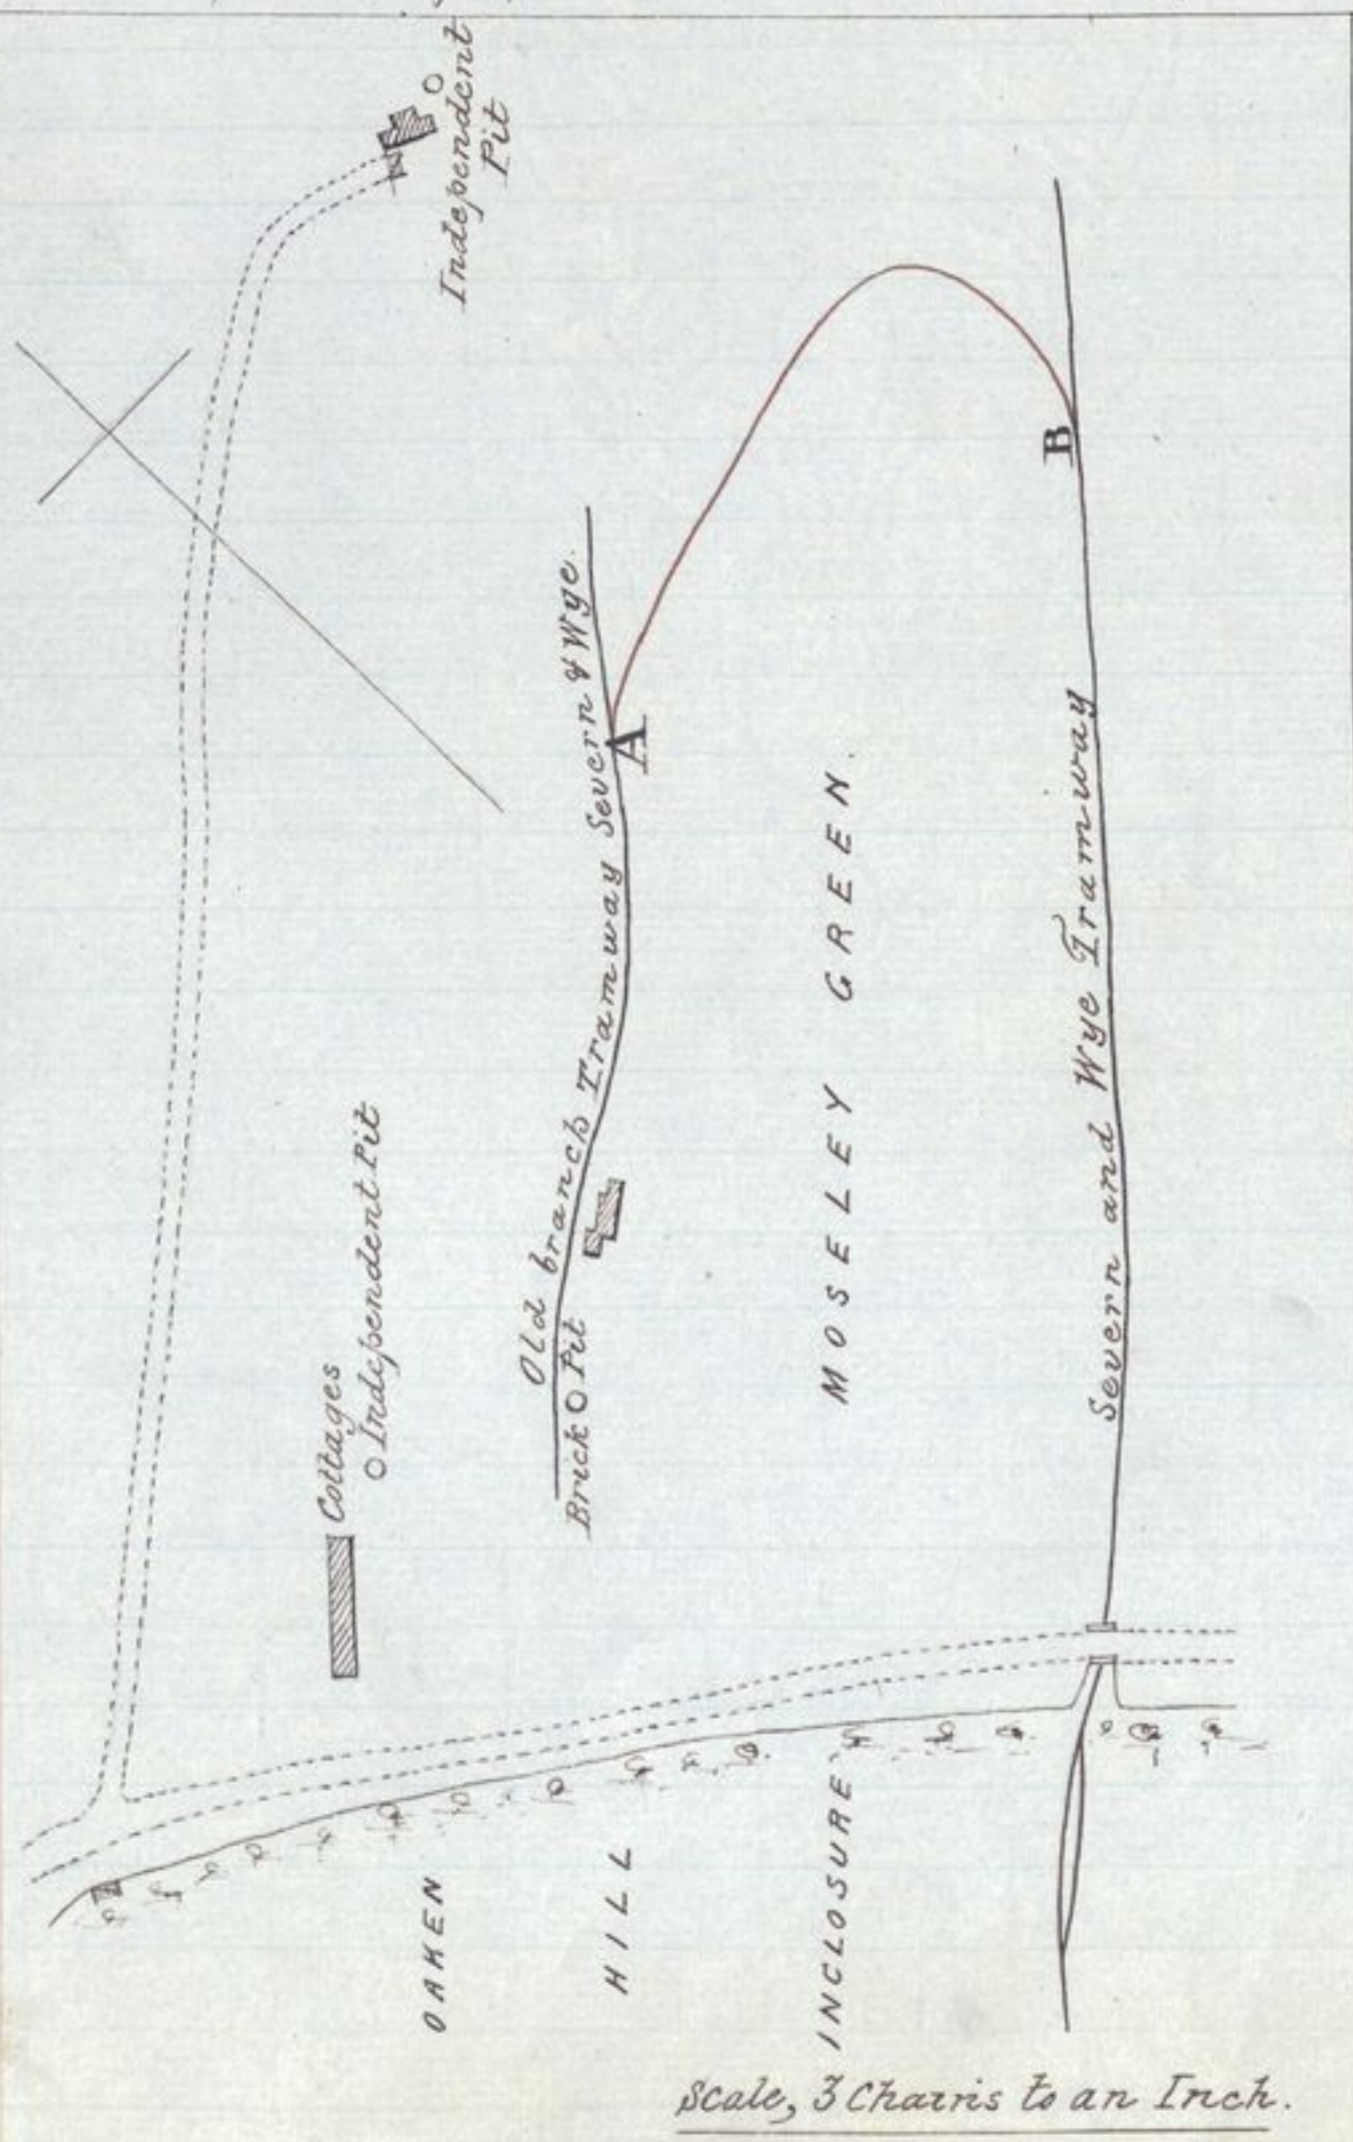 Independent
Pit
Cottages
Independent Pit
Old branch Tramway Severn & Wye.
Brick Pit
A
B
MOSELEY GREEN.
Severn and Wye Tramway
OAKEN
HILL
INCLOSURE
Scale, 3 Chains to an Inch.